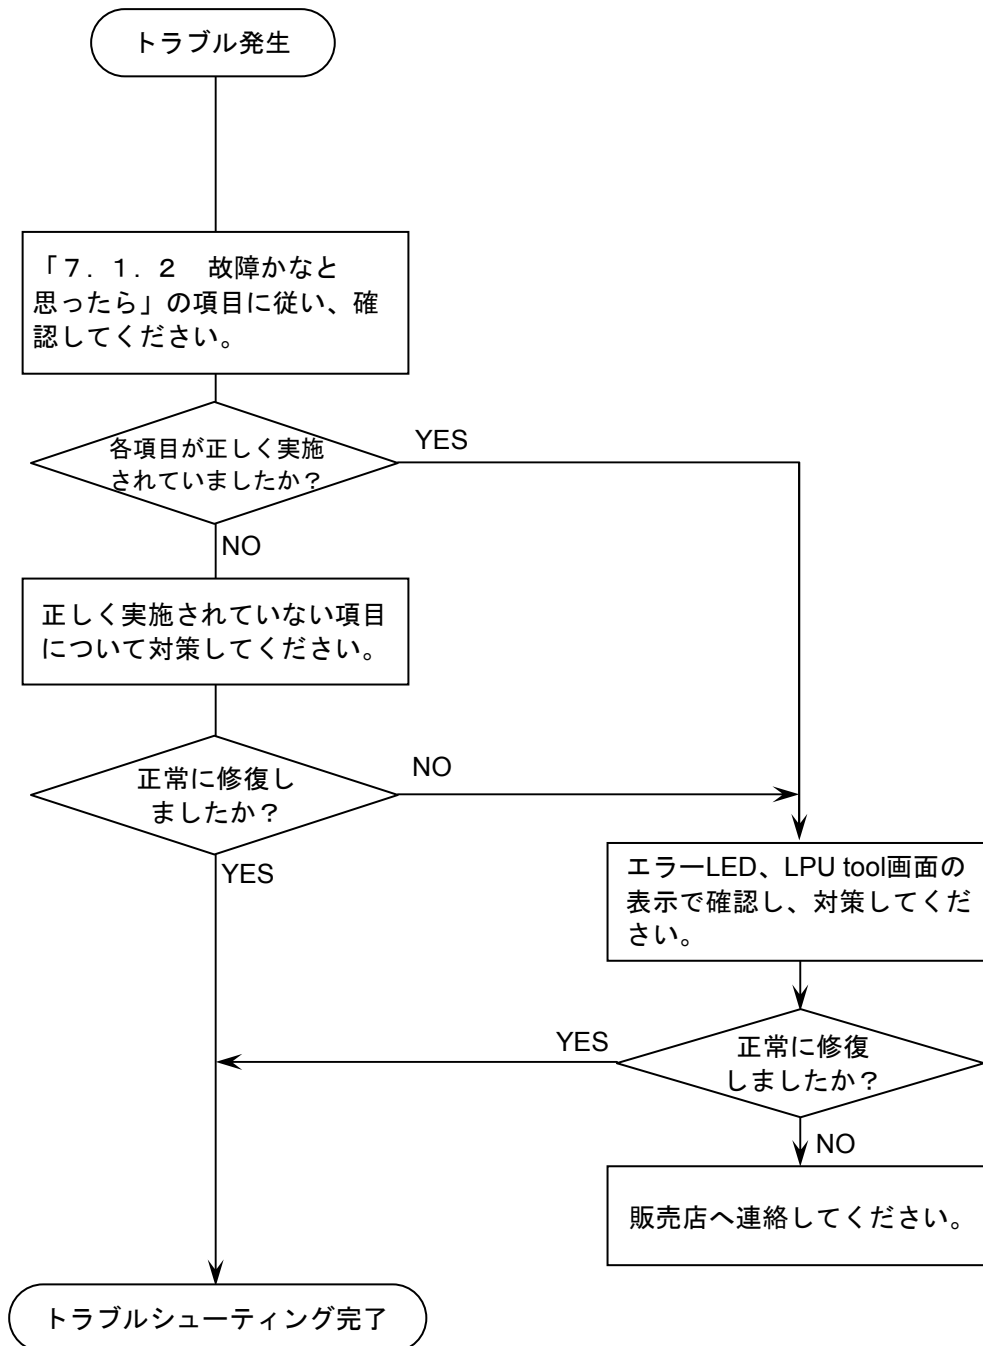 トラブル発生
「７．１．２　故障かなと
思ったら」の項目に従い、確
認してください。
各項目が正しく実施
されていましたか？
YES
NO
正しく実施されていない項目
について対策してください。
正常に修復し
ましたか？
NO
YES
エラーLED、LPU tool画面の
表示で確認し、対策してくだ
さい。
正常に修復
しましたか？
YES
NO
販売店へ連絡してください。
トラブルシューティング完了